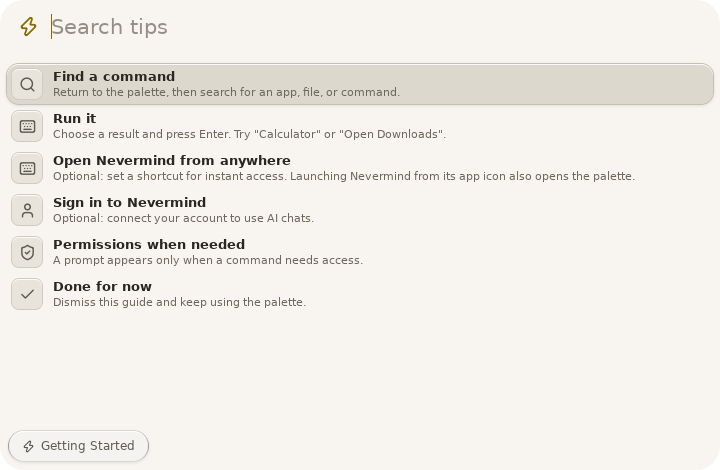 Search tips
Find a command
Return to the palette, then search for an app, file, or command.
Run it
Choose a result and press Enter. Try "Calculator" or "Open Downloads".
Open Nevermind from anywhere
Optional: set a shortcut for instant access. Launching Nevermind from its app icon also opens the palette.
Sign in to Nevermind
Optional: connect your account to use AI chats.
Permissions when needed
A prompt appears only when a command needs access.
Done for now
Dismiss this guide and keep using the palette.
Getting Started